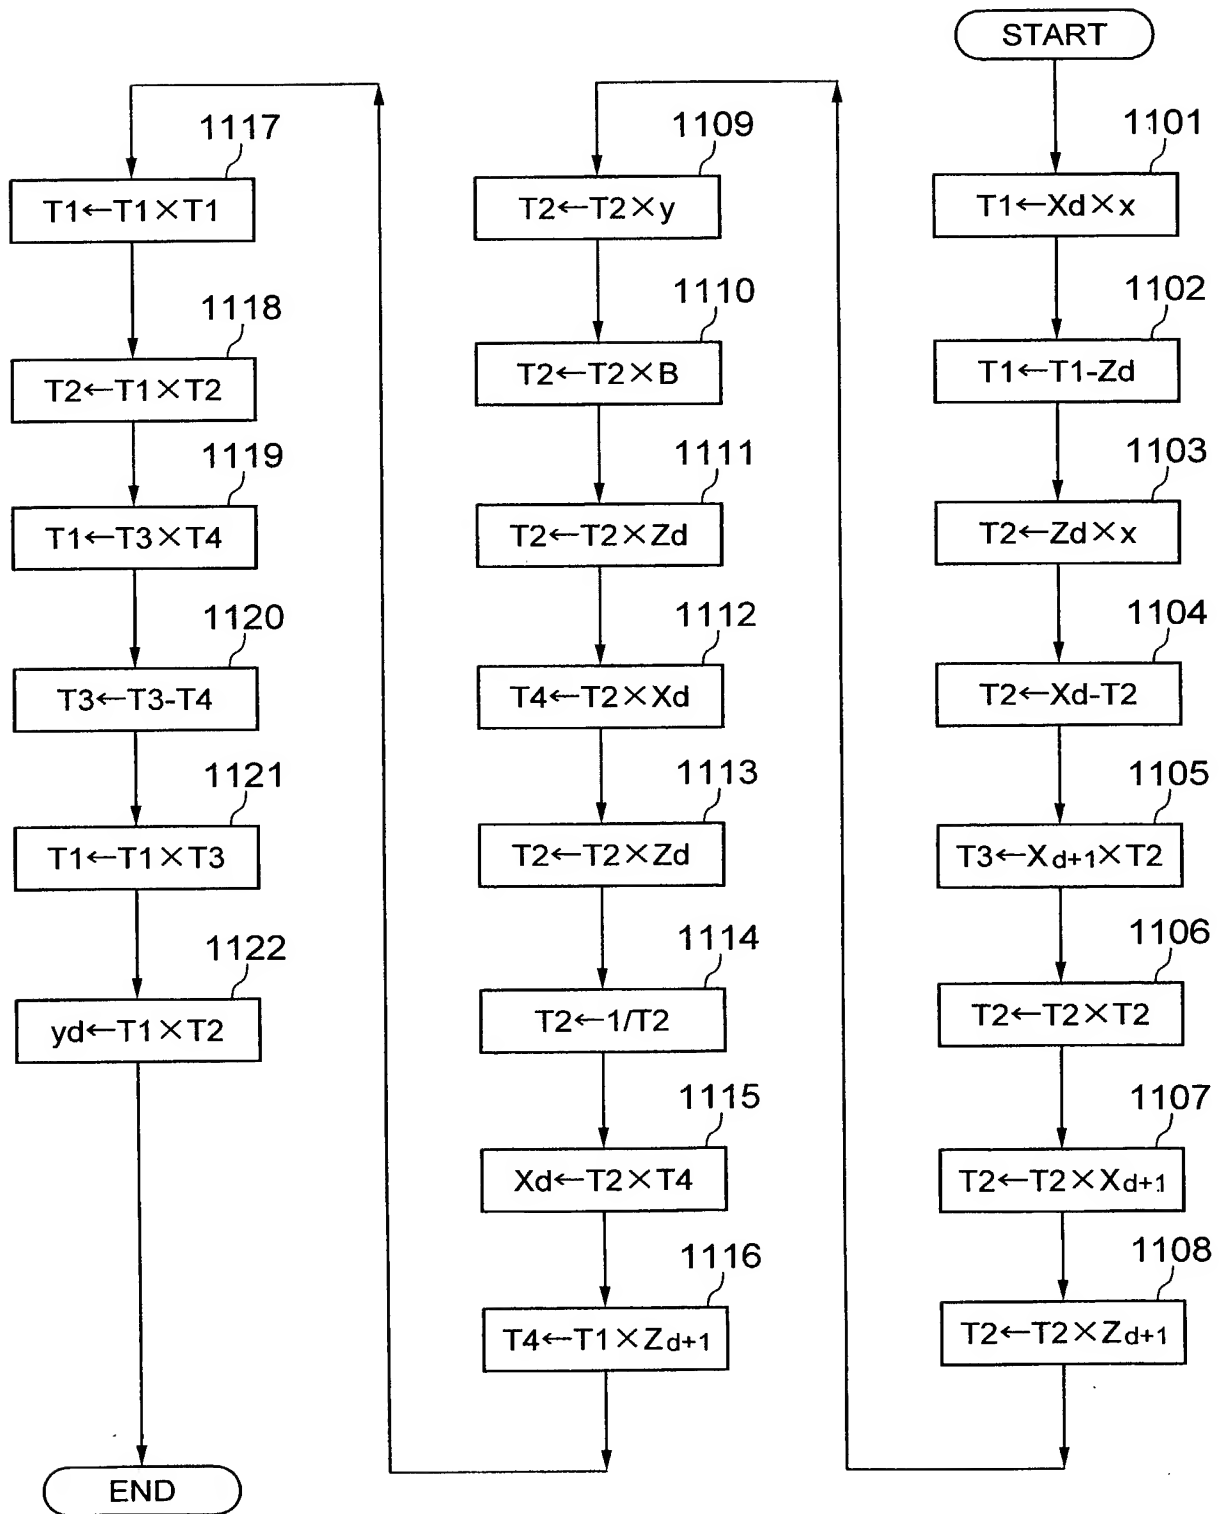 START
1101
T1←Xd×x
1102
T1←T1-Zd
1103
T2←Zd×x
1104
T2←Xd-T2
1105
T3←Xd+1×T2
1106
T2←T2×T2
1107
T2←T2×Xd+1
1108
T2←T2×Zd+1
1109
T2←T2×y
1110
T2←T2×B
1111
T2←T2×Zd
1112
T4←T2×Xd
1113
T2←T2×Zd
1114
T2←1/T2
1115
Xd←T2×T4
1116
T4←T1×Zd+1
1117
T1←T1×T1
1118
T2←T1×T2
1119
T1←T3×T4
1120
T3←T3-T4
1121
T1←T1×T3
1122
yd←T1×T2
END